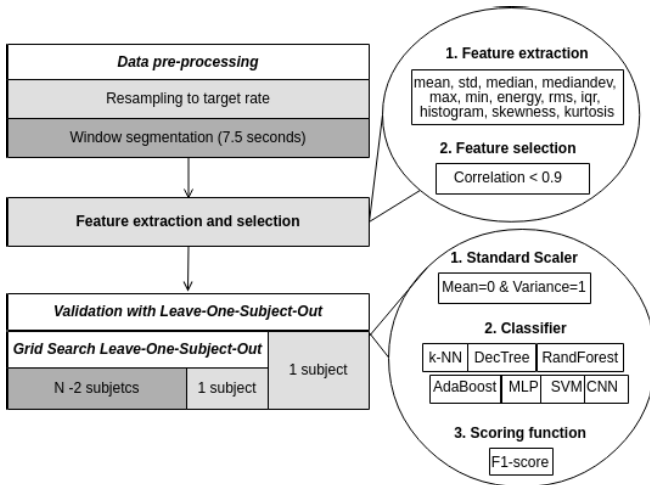 Data pre-processing
Resampling to target rate
Window segmentation (7.5 seconds)
Feature extraction and selection
Validation with Leave-One-Subject-Out
Grid Search Leave-One-Subject-Out
N -2 subjetcs
1 subject
1 subject
1. Feature extraction
mean, std, median, mediandev,
max, min, energy, rms, iqr,
histogram, skewness, kurtosis
2. Feature selection
Correlation < 0.9
1. Standard Scaler
Mean=0 & Variance=1
2. Classifier
k-NN DecTree RandForest
AdaBoost MLP SVM CNN
3. Scoring function
F1-score